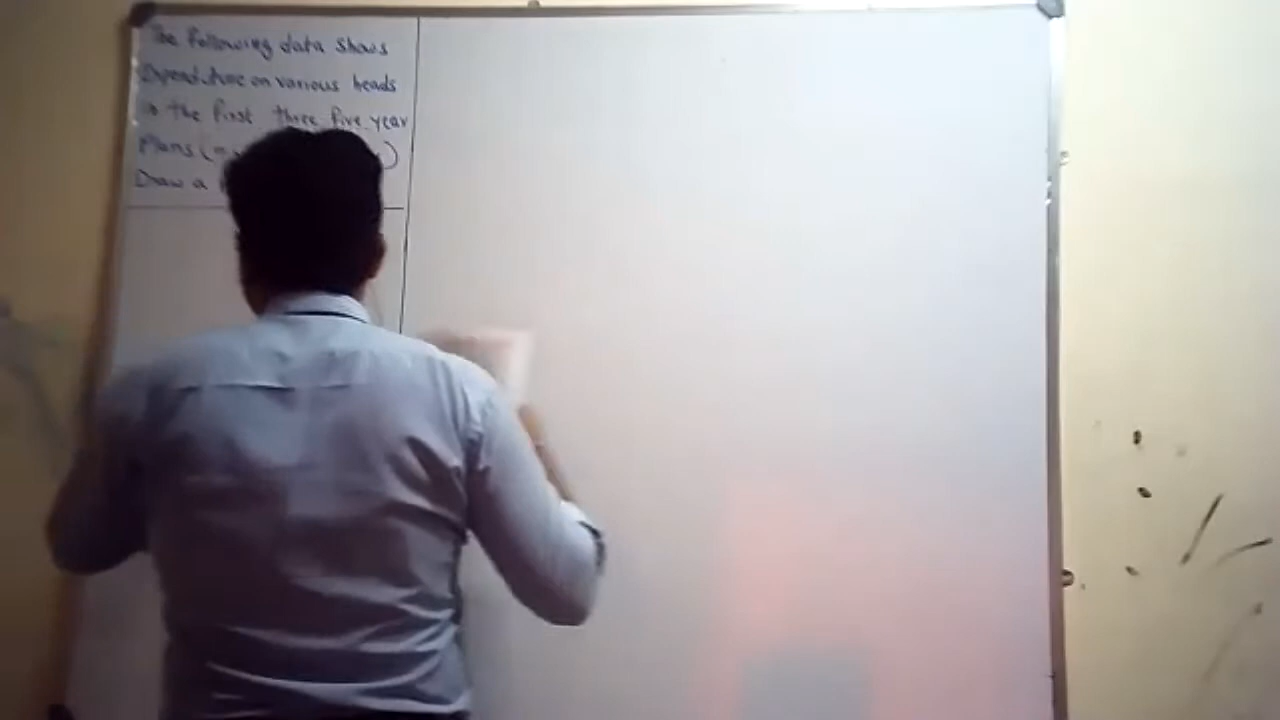 The following data shows
Expenditure on various heads
in the first three five year
Plans (
)
Draw a